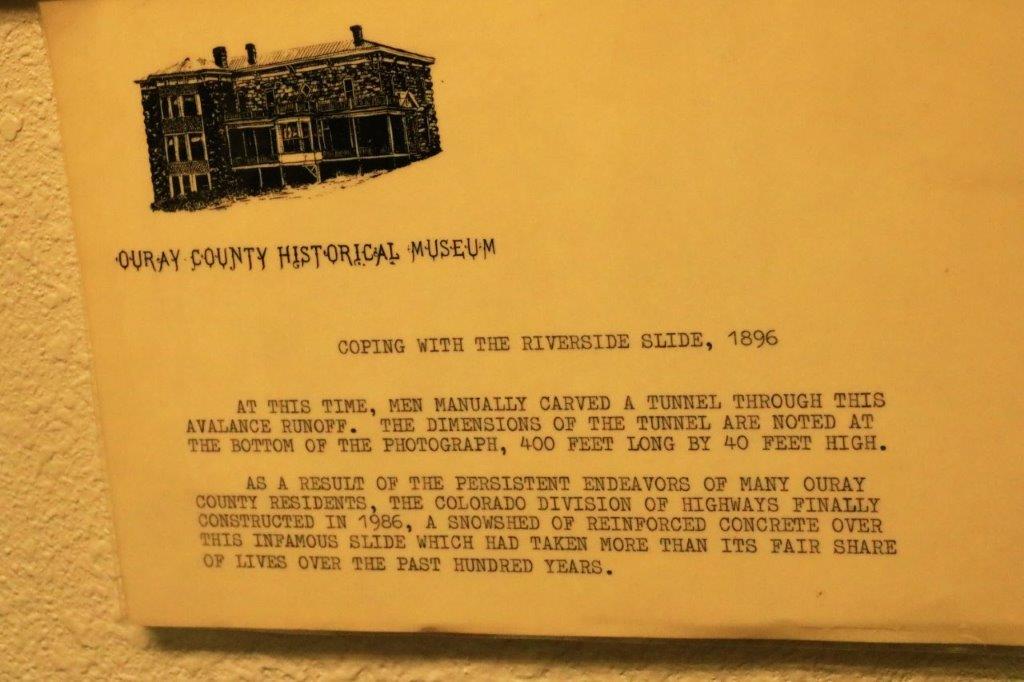 OURAY COUNTY HISTORICAL MUSEUM
COPING WITH THE RIVERSIDE SLIDE, 1896
AT THIS TIME, MEN MANUALLY CARVED A TUNNEL THROUGH THIS
AVALANCE RUNOFF. THE DIMENSIONS OF THE TUNNEL ARE NOTED AT
THE BOTTOM OF THE PHOTOGRAPH, 400 FEET LONG BY 40 FEET HIGH.
AS A RESULT OF THE PERSISTENT ENDEAVORS OF MANY OURAY
COUNTY RESIDENTS, THE COLORADO DIVISION OF HIGHWAYS FINALLY
CONSTRUCTED IN 1986, A SNOWSHED OF REINFORCED CONCRETE OVER
THIS INFAMOUS SLIDE WHICH HAD TAKEN MORE THAN ITS FAIR SHARE
OF LIVES OVER THE PAST HUNDRED YEARS.